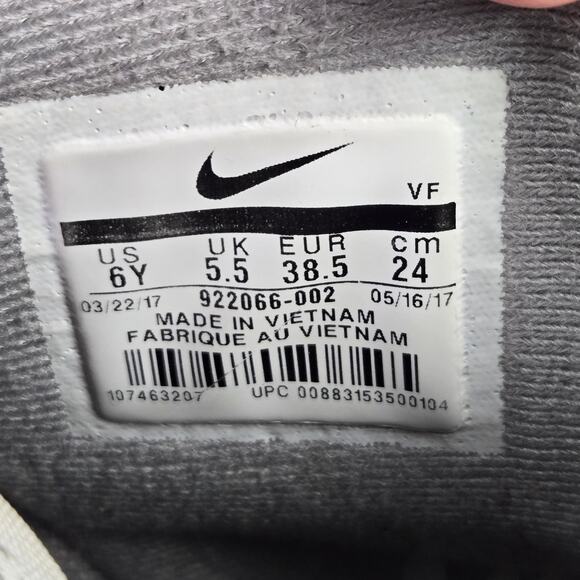 VF
US UK EUR cm
6Y 5.5 38.5 24
03/22/17 922066-002 05/16/17
MADE IN VIETNAM
FABRIQUE AU VIETNAM
107463207 UPC 00883153500104